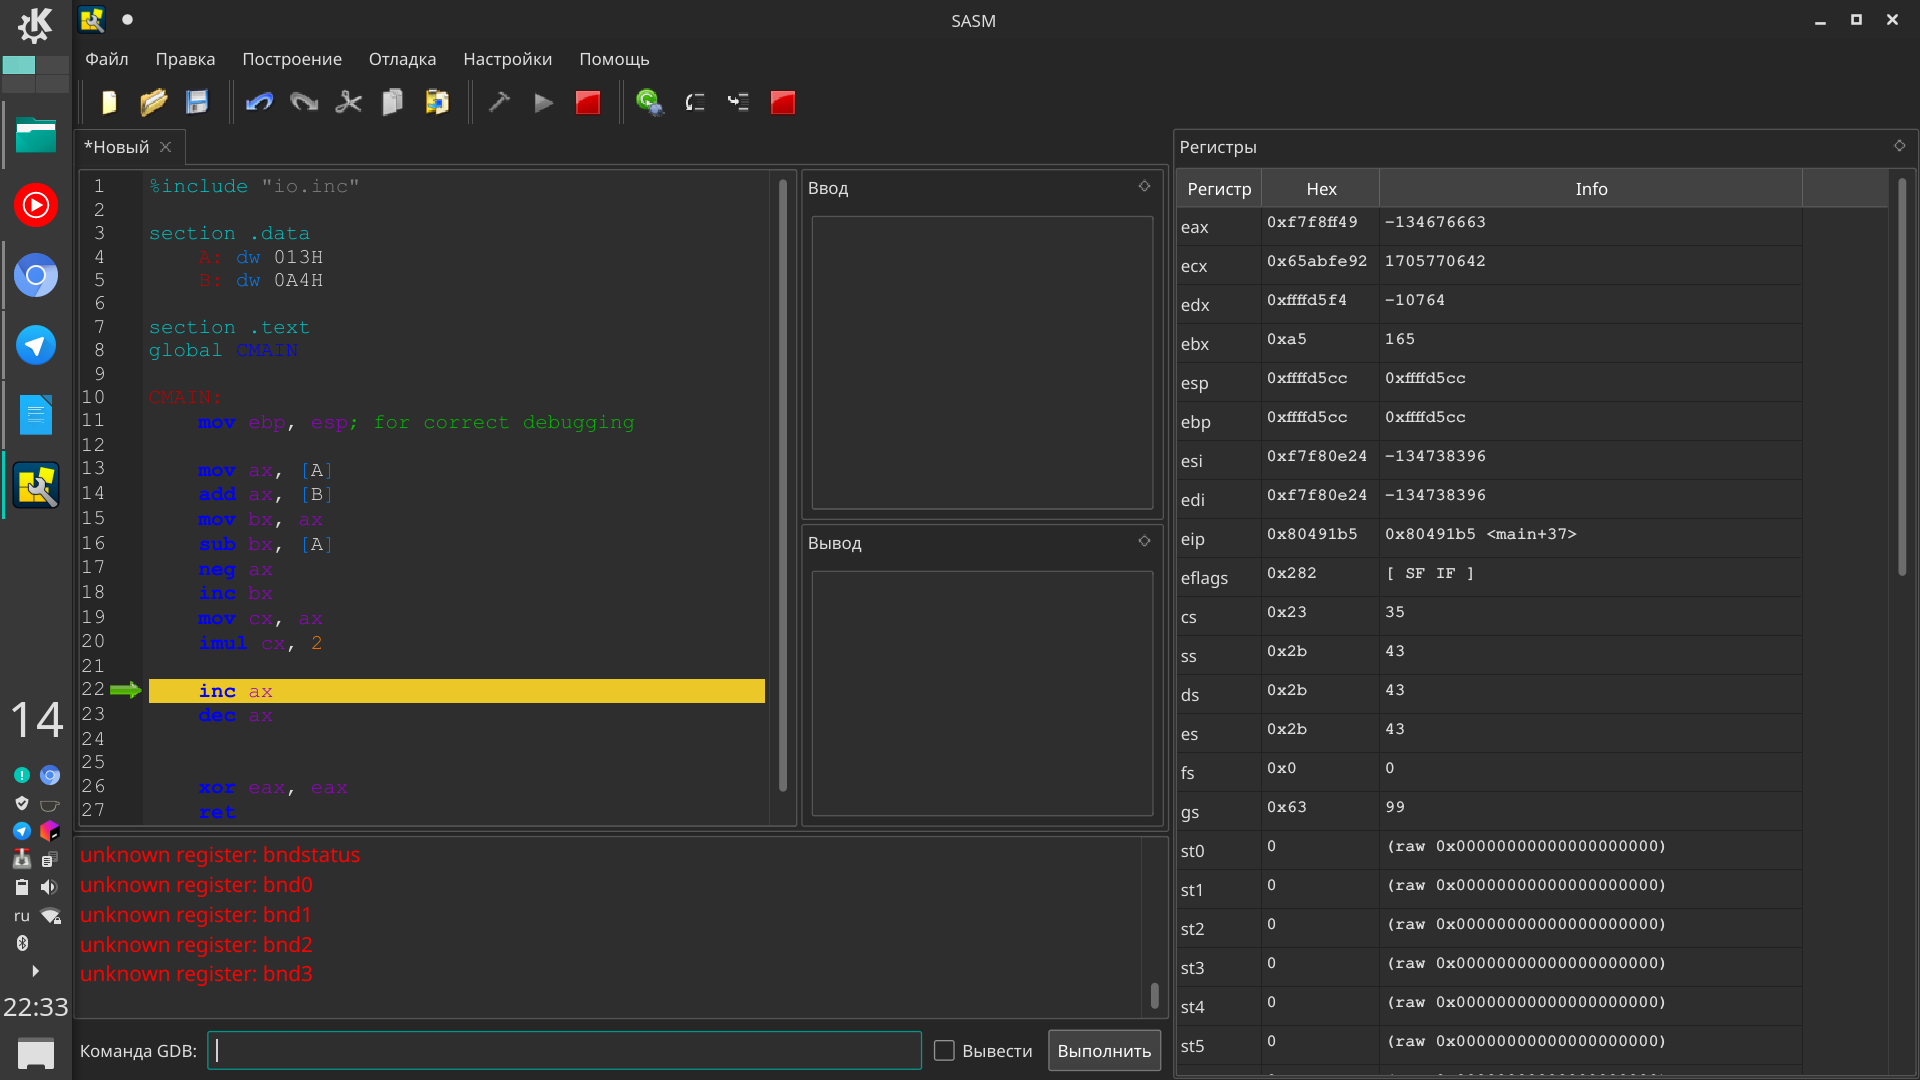 SASM
Файл Правка Построение Отладка Настройки Помощь
*Новый
1 %include "io.inc"
2
3 section .data
4 A: dw 013H
5 B: dw 0A4H
6
7 section .text
8 global CMAIN
9
10 CMAIN:
11 mov ebp, esp; for correct debugging
12
13 mov ax, [A]
14 add ax, [B]
15 mov bx, ax
16 sub bx, [A]
17 neg ax
18 inc bx
19 mov cx, ax
20 imul cx, 2
21
22 inc ax
23 dec ax
24
25
26 xor eax, eax
27 ret
Ввод
Вывод
unknown register: bndstatus
unknown register: bnd0
unknown register: bnd1
unknown register: bnd2
unknown register: bnd3
Команда GDB:
Вывести
Выполнить
Регистры
Регистр Hex Info
eax 0xf7f8ff49 -134676663
ecx 0x65abfe92 1705770642
edx 0xffffd5f4 -10764
ebx 0xa5 165
esp 0xffffd5cc 0xffffd5cc
ebp 0xffffd5cc 0xffffd5cc
esi 0xf7f80e24 -134738396
edi 0xf7f80e24 -134738396
eip 0x80491b5 0x80491b5 <main+37>
eflags 0x282 [ SF IF ]
cs 0x23 35
ss 0x2b 43
ds 0x2b 43
es 0x2b 43
fs 0x0 0
gs 0x63 99
st0 0 (raw 0x00000000000000000000)
st1 0 (raw 0x00000000000000000000)
st2 0 (raw 0x00000000000000000000)
st3 0 (raw 0x00000000000000000000)
st4 0 (raw 0x00000000000000000000)
st5 0 (raw 0x00000000000000000000)
14
ru
22:33